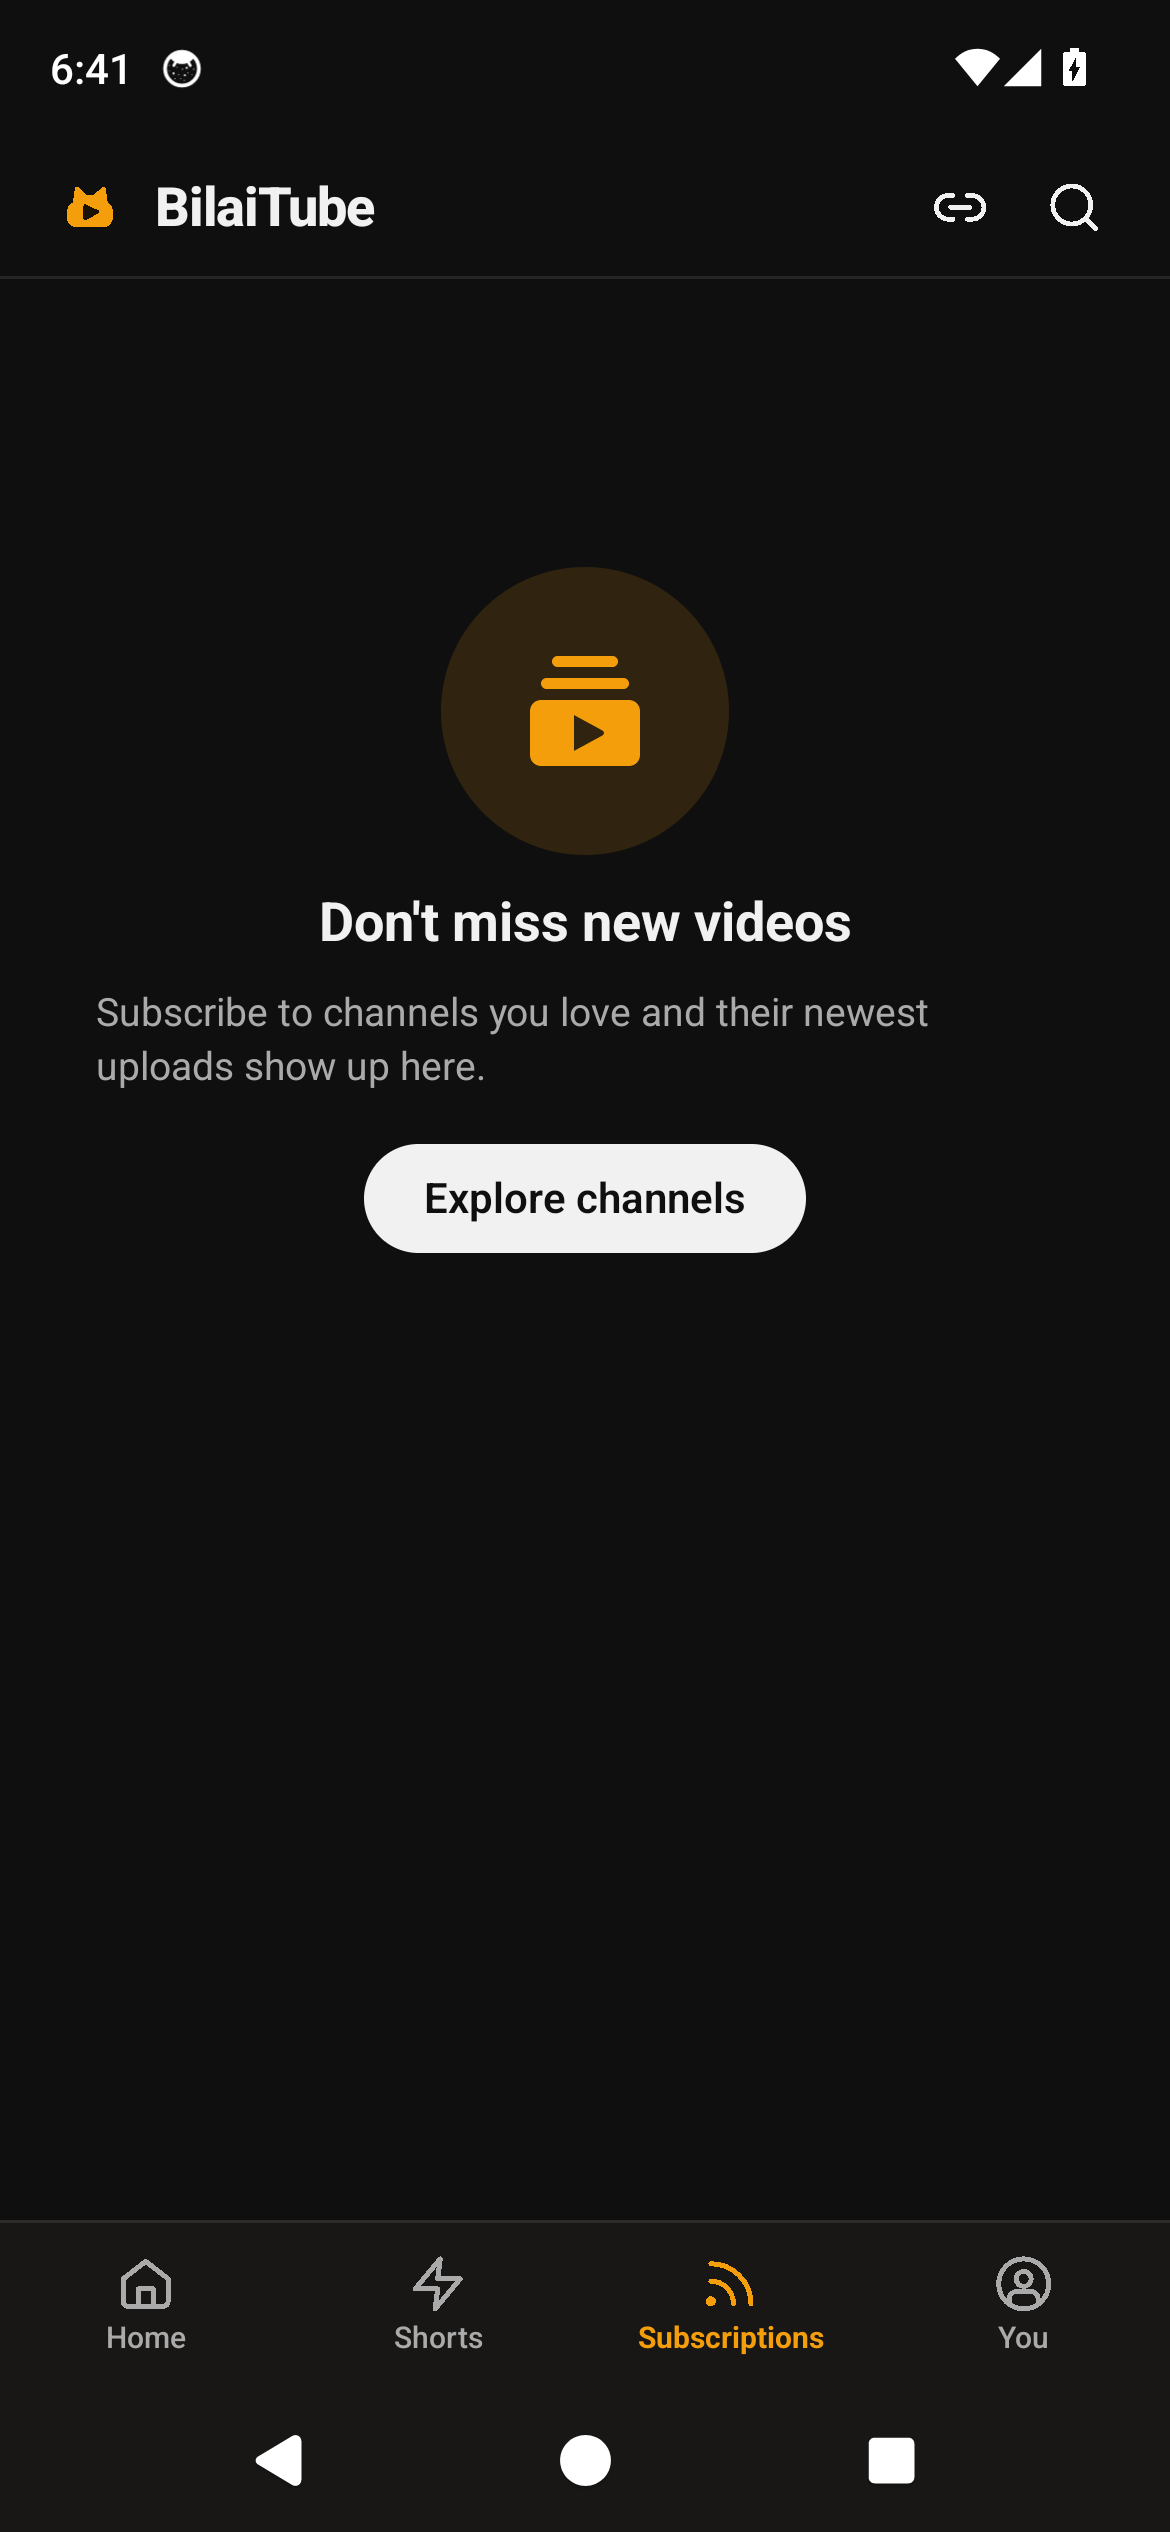 6:41
BilaiTube
Don't miss new videos
Subscribe to channels you love and their newest
uploads show up here.
Explore channels
Home
Shorts
Subscriptions
You